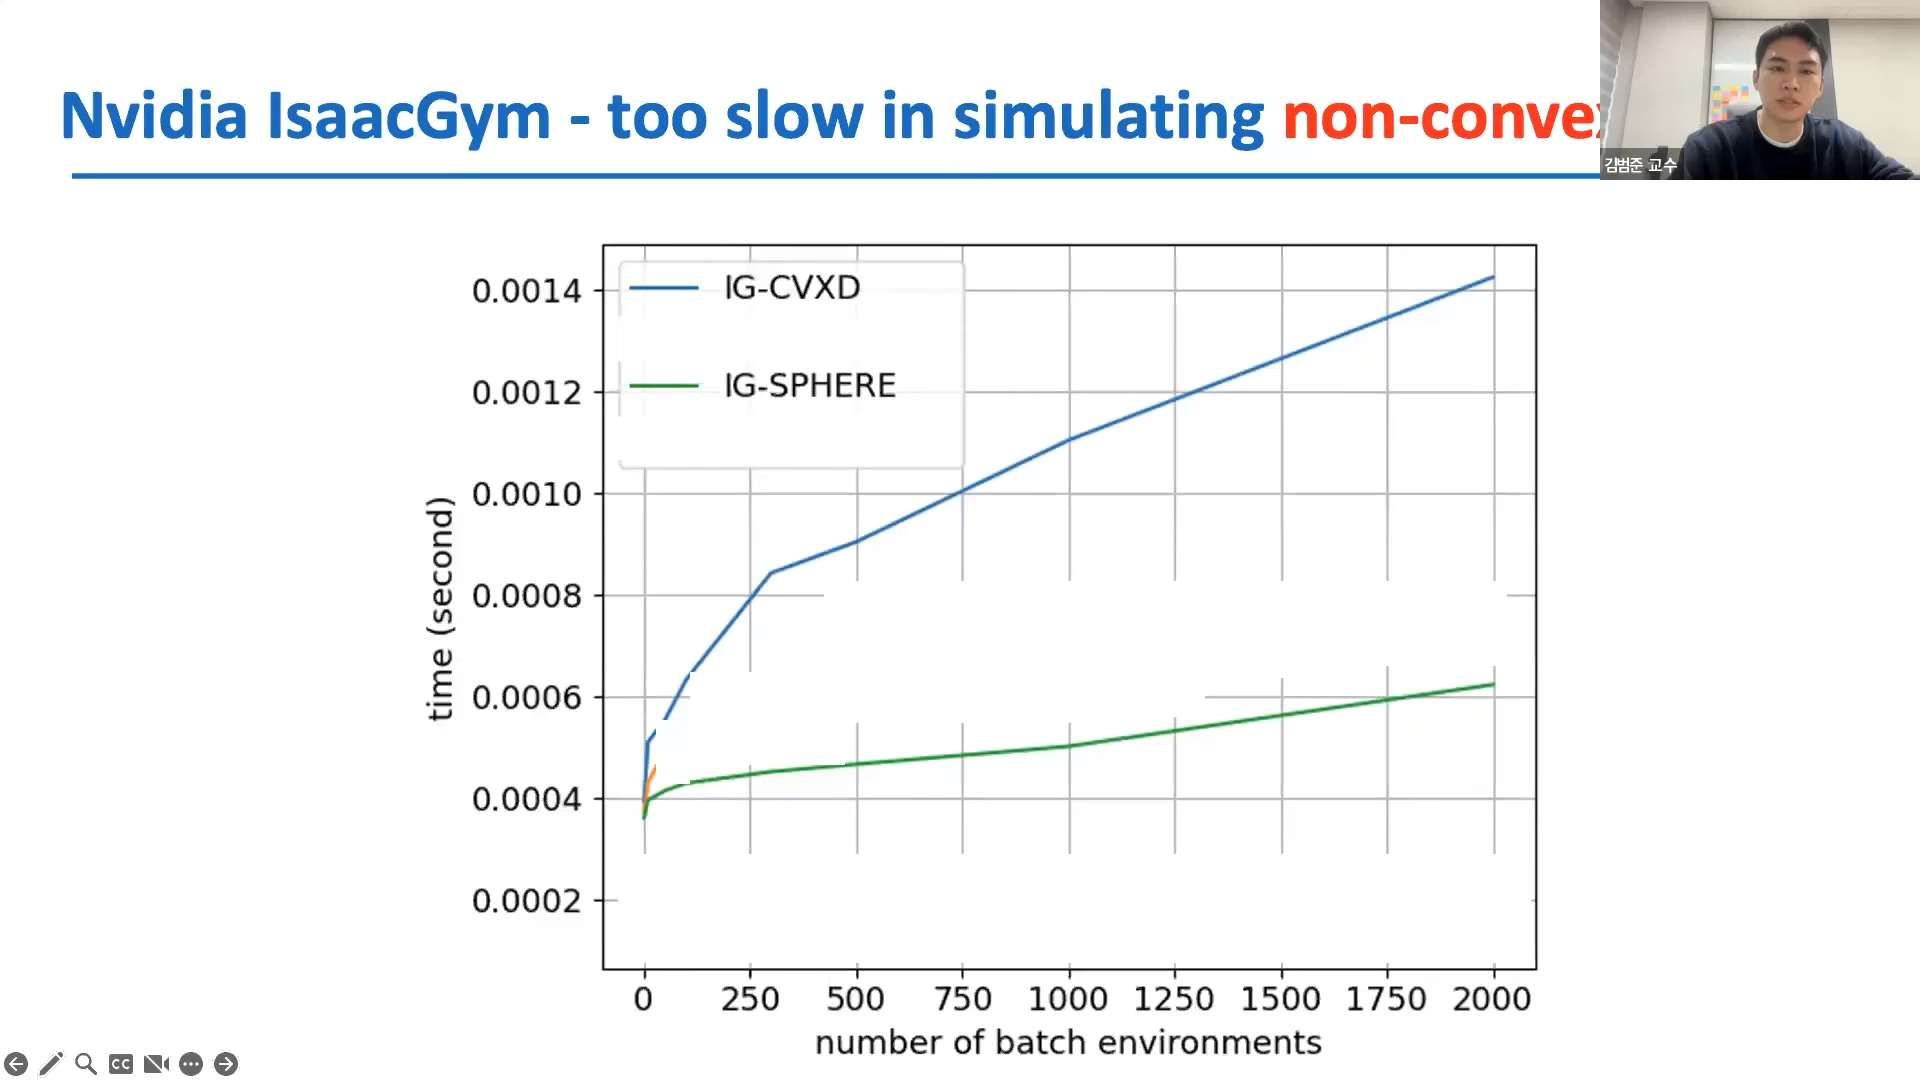 Nvidia IsaacGym - too slow in simulating non-conve
김범준 교수
IG-CVXD
IG-SPHERE
0.0014
0.0012
0.0010
0.0008
0.0006
0.0004
0.0002
time (second)
0 250 500 750 1000 1250 1500 1750 2000
number of batch environments
CC